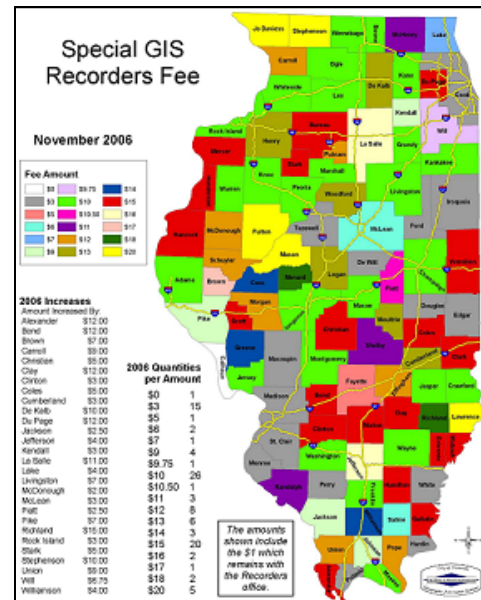 Special GIS
Recorders Fee
November 2006
Fee Amount
$0 $9.75 $14
$3 $10 $15
$5 $10.50 $16
$6 $11 $17
$7 $12 $18
$9 $13 $20
Jo Daviess Stephenson Winnebago Boone McHenry Lake
Carroll Ogle Kane Du Page Cook
Whiteside Lee De Kalb Kendall Will
Rock Island Henry Bureau La Salle Grundy
Mercer Putnam Kankakee
Stark Marshall
Henderson Warren Knox Peoria Woodford Livingston Iroquois
Hancock McDonough Fulton Tazewell McLean Ford
Schuyler Mason Logan De Witt Vermilion
Adams Brown Cass Menard Piatt Champaign
Morgan Macon Douglas Edgar
Pike Scott Christian Moultrie Coles
Greene Macoupin Shelby Cumberland Clark
Calhoun Jersey Montgomery Effingham Jasper Crawford
Madison Bond Fayette
Clinton Marion Clay Richland Lawrence
St. Clair Washington Jefferson Wayne
Monroe
Randolph Perry Franklin Hamilton White
Jackson Saline
Union Pope Hardin
2006 Increases
Amount Increased By:
Alexander $12.00
Bond $12.00
Brown $7.00
Carroll $9.00
Christian $5.00
Clay $12.00
Clinton $3.00
Coles $5.00
Cumberland $3.00
De Kalb $10.00
Du Page $12.00
Jackson $2.50
Jefferson $4.00
Kendall $3.00
La Salle $11.00
Lake $4.00
Livingston $7.00
McDonough $2.00
McLean $3.00
Piatt $2.50
Pike $7.00
Richland $15.00
Rock Island $3.00
Stark $5.00
Stephenson $10.00
Union $9.00
Will $6.75
Williamson $4.00
2006 Quantities
per Amount
$0 1
$3 15
$5 1
$6 2
$7 1
$9 4
$9.75 1
$10 26
$10.50 1
$11 3
$12 8
$13 6
$14 3
$15 20
$16 2
$17 1
$18 2
$20 5
The amounts
shown include
the $1 which
remains with
the Recorders
office.